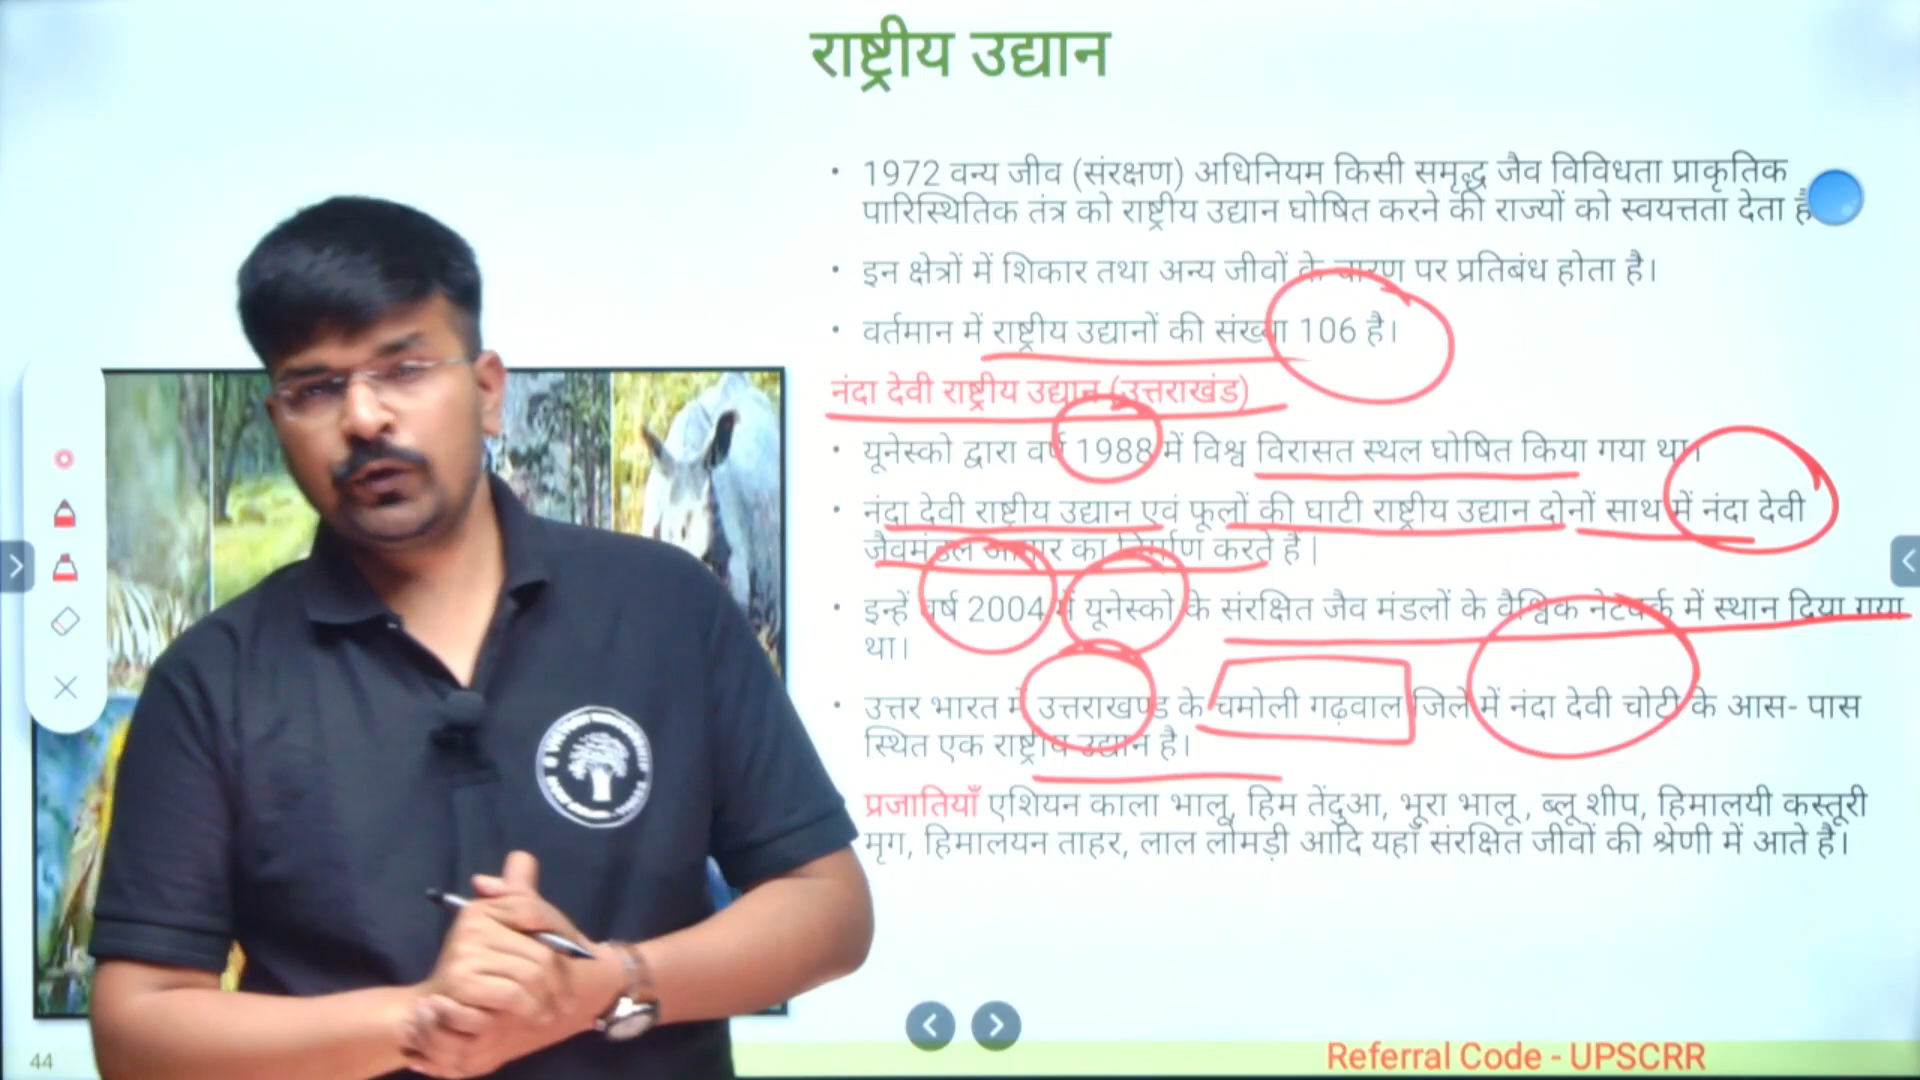 राष्ट्रीय उद्यान
• 1972 वन्य जीव (संरक्षण) अधिनियम किसी समृद्ध जैव विविधता प्राकृतिक
पारिस्थितिक तंत्र को राष्ट्रीय उद्यान घोषित करने की राज्यों को स्वयत्तता देता है
• इन क्षेत्रों में शिकार तथा अन्य जीवों के चारण पर प्रतिबंध होता है।
• वर्तमान में राष्ट्रीय उद्यानों की संख्या 106 है।
नंदा देवी राष्ट्रीय उद्यान (उत्तराखंड)
• यूनेस्को द्वारा वर्ष 1988 में विश्व विरासत स्थल घोषित किया गया था।
• नंदा देवी राष्ट्रीय उद्यान एवं फूलों की घाटी राष्ट्रीय उद्यान दोनों साथ में नंदा देवी
जैवमंडल का निर्माण करते हैं |
• इन्हें वर्ष 2004 में यूनेस्को के संरक्षित जैव मंडलों के वैश्विक नेटवर्क में स्थान दिया गया
था।
• उत्तर भारत में उत्तराखण्ड के चमोली गढ़वाल जिले में नंदा देवी चोटी के आस- पास
स्थित एक राष्ट्रीय उद्यान है।
प्रजातियाँ एशियन काला भालू, हिम तेंदुआ, भूरा भालू , ब्लू शीप, हिमालयी कस्तूरी
मृग, हिमालयन ताहर, लाल लोमड़ी आदि यहाँ संरक्षित जीवों की श्रेणी में आते है।
44
Referral Code - UPSCRR